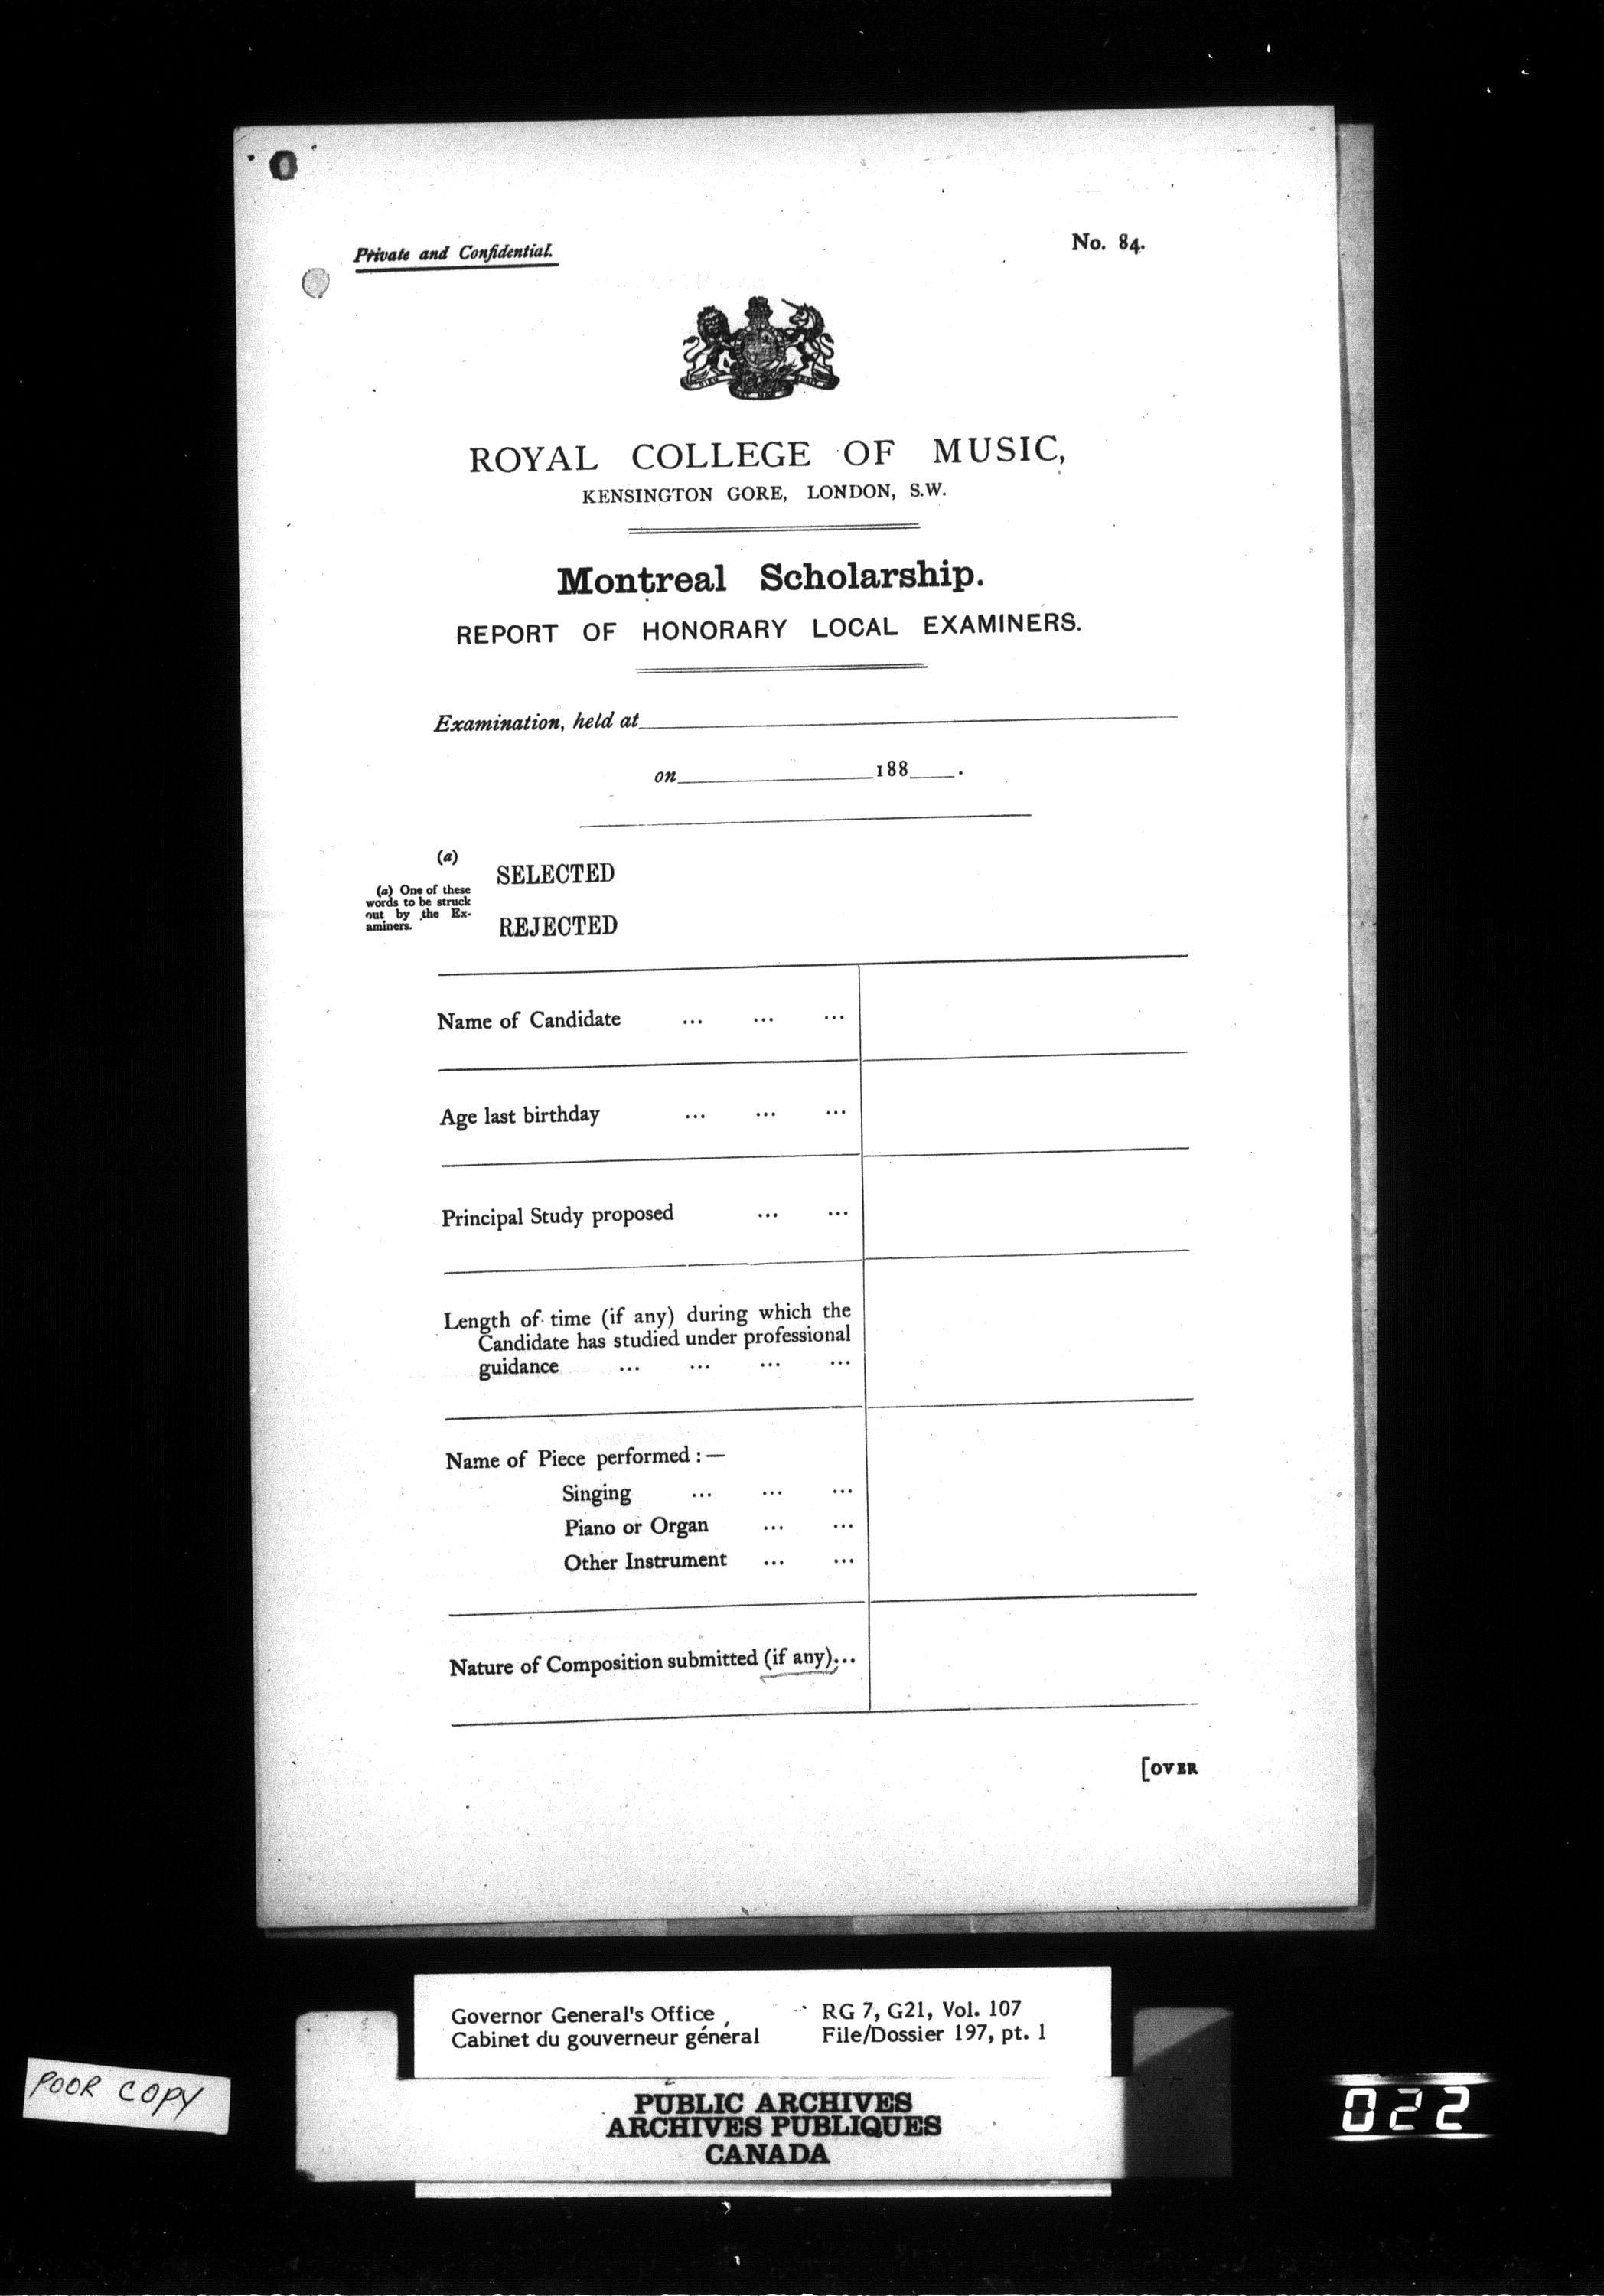 Private and Confidential.
No. 84.
ROYAL COLLEGE OF MUSIC,
KENSINGTON GORE, LONDON, S.W.
Montreal Scholarship.
REPORT OF HONORARY LOCAL EXAMINERS.
Examination, held at
on 188 .
(a)
SELECTED
(a) One of these
words to be struck
out by the Ex-
aminers.
REJECTED
Name of Candidate ... ... ...
Age last birthday ... ... ...
Principal Study proposed ... ...
Length of time (if any) during which the
Candidate has studied under professional
guidance ... ... ... ...
Name of Piece performed :—
Singing ... ... ...
Piano or Organ ... ...
Other Instrument ... ...
Nature of Composition submitted (if any)...
[OVER
Governor General's Office, RG 7, G21, Vol. 107
Cabinet du gouverneur général File/Dossier 197, pt. 1
POOR COPY
PUBLIC ARCHIVES
ARCHIVES PUBLIQUES
CANADA
022